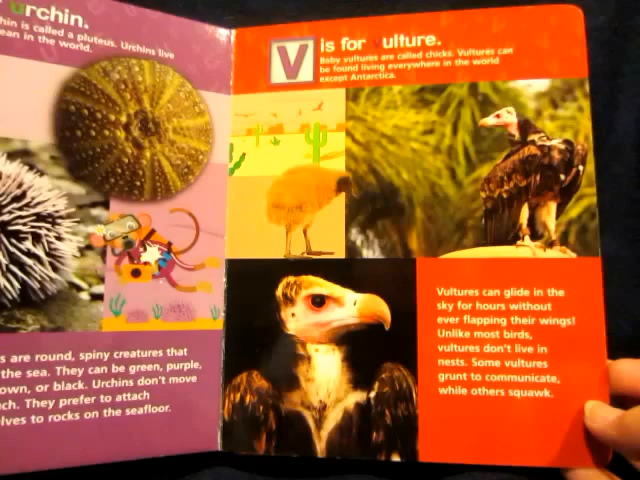 urchin.
hin is called a pluteus. Urchins live
ean in the world.
s are round, spiny creatures that
the sea. They can be green, purple,
own, or black. Urchins don't move
ch. They prefer to attach
elves to rocks on the seafloor.
V is for vulture.
Baby vultures are called chicks. Vultures can
be found living everywhere in the world
except Antarctica.
Vultures can glide in the
sky for hours without
ever flapping their wings!
Unlike most birds,
vultures don't live in
nests. Some vultures
grunt to communicate,
while others squawk.